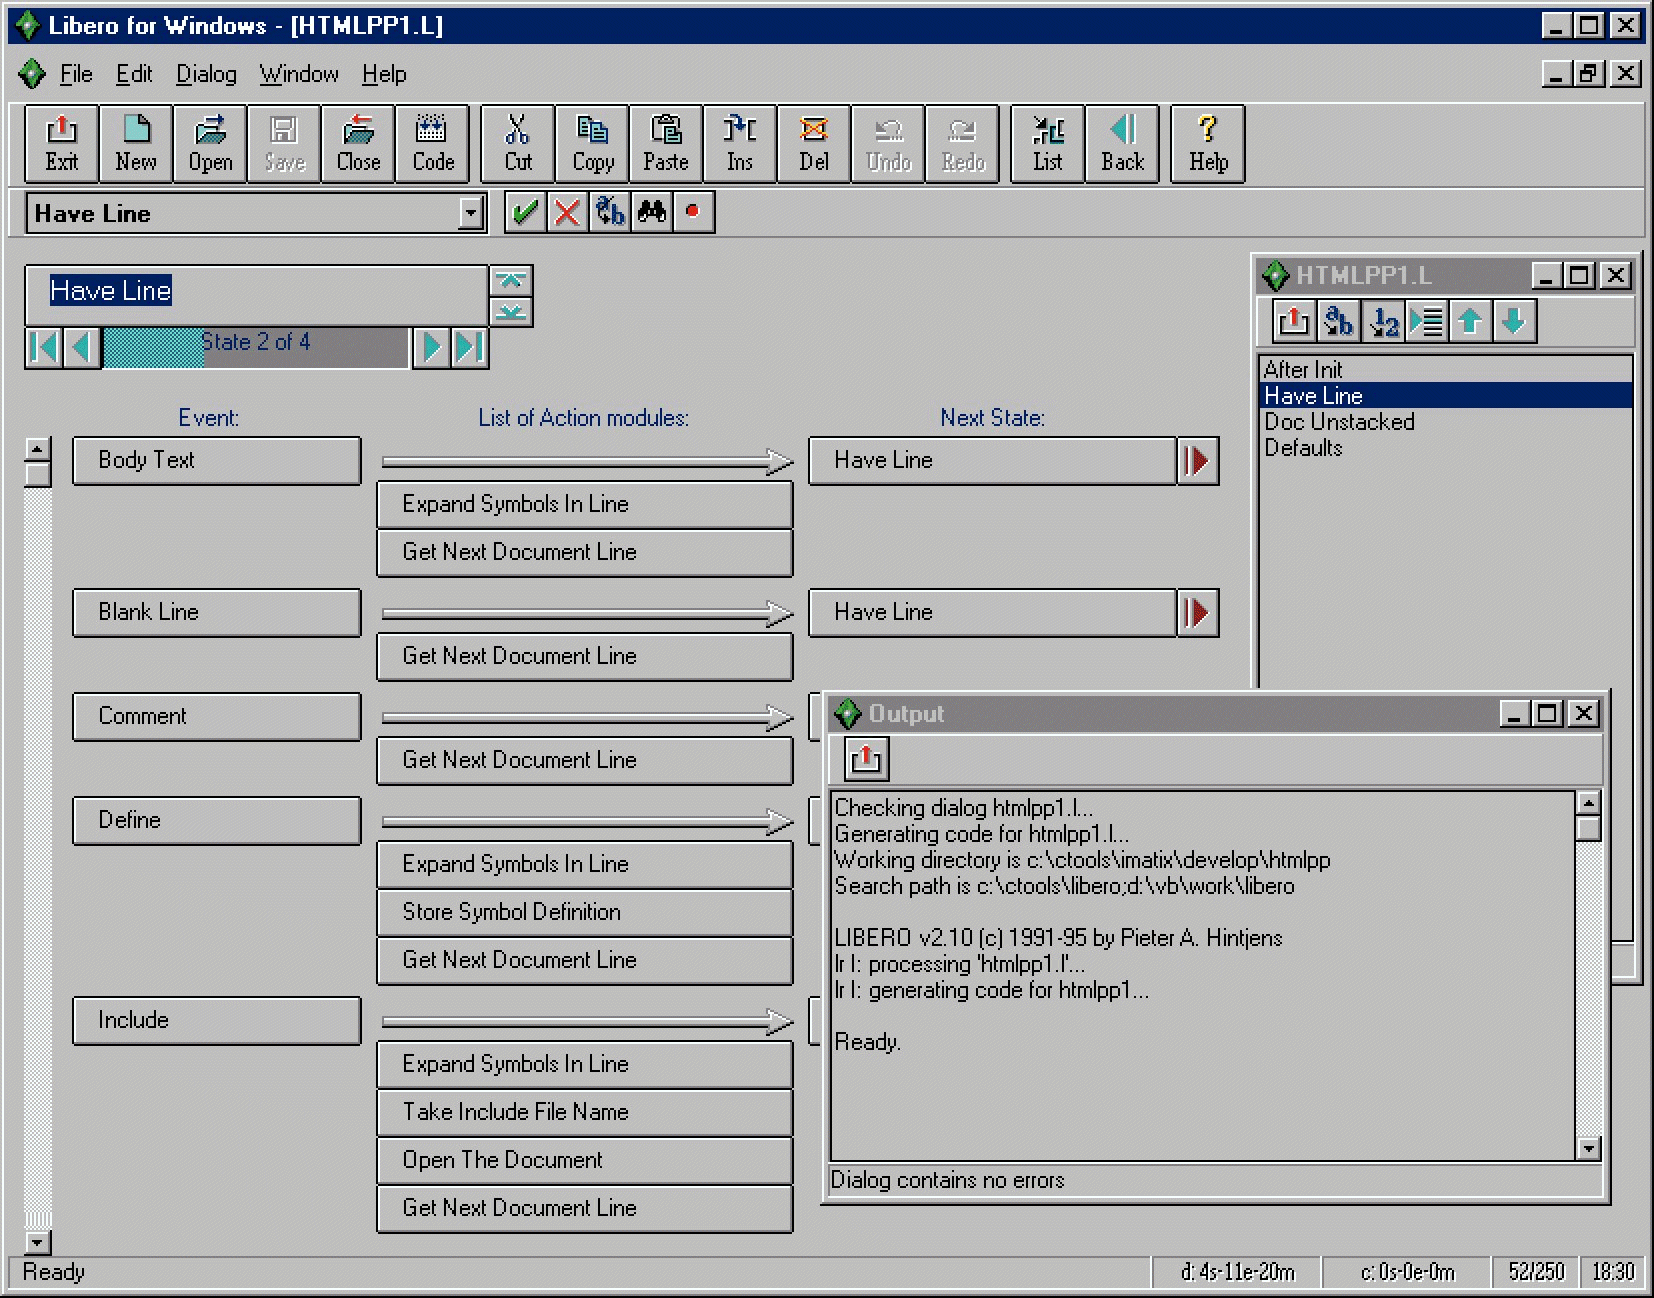 Libero for Windows - [HTMLPP1.L]
File Edit Dialog Window Help
Exit New Open Save Close Code Cut Copy Paste Ins Del Undo Redo List Back Help
Have Line
Have Line
State 2 of 4
Event: List of Action modules: Next State:
Body Text
Have Line
Expand Symbols In Line
Get Next Document Line
Blank Line
Have Line
Get Next Document Line
Comment
Get Next Document Line
Define
Expand Symbols In Line
Store Symbol Definition
Get Next Document Line
Include
Expand Symbols In Line
Take Include File Name
Open The Document
Get Next Document Line
HTMLPP1.L
After Init
Have Line
Doc Unstacked
Defaults
Output
Checking dialog htmlpp1.l...
Generating code for htmlpp1.l...
Working directory is c:\ctools\imatix\develop\htmlpp
Search path is c:\ctools\libero;d:\vb\work\libero
LIBERO v2.10 (c) 1991-95 by Pieter A. Hintjens
lr I: processing 'htmlpp1.l'...
lr I: generating code for htmlpp1...
Ready.
Dialog contains no errors
Ready d: 4s-11e-20m c: 0s-0e-0m 52/250 18:30